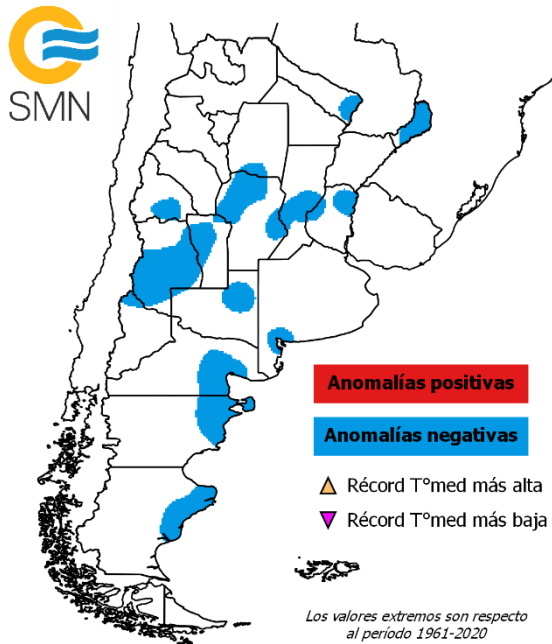 SMN
Anomalías positivas
Anomalías negativas
Récord T°med más alta
Récord T°med más baja
Los valores extremos son respecto
al período 1961-2020